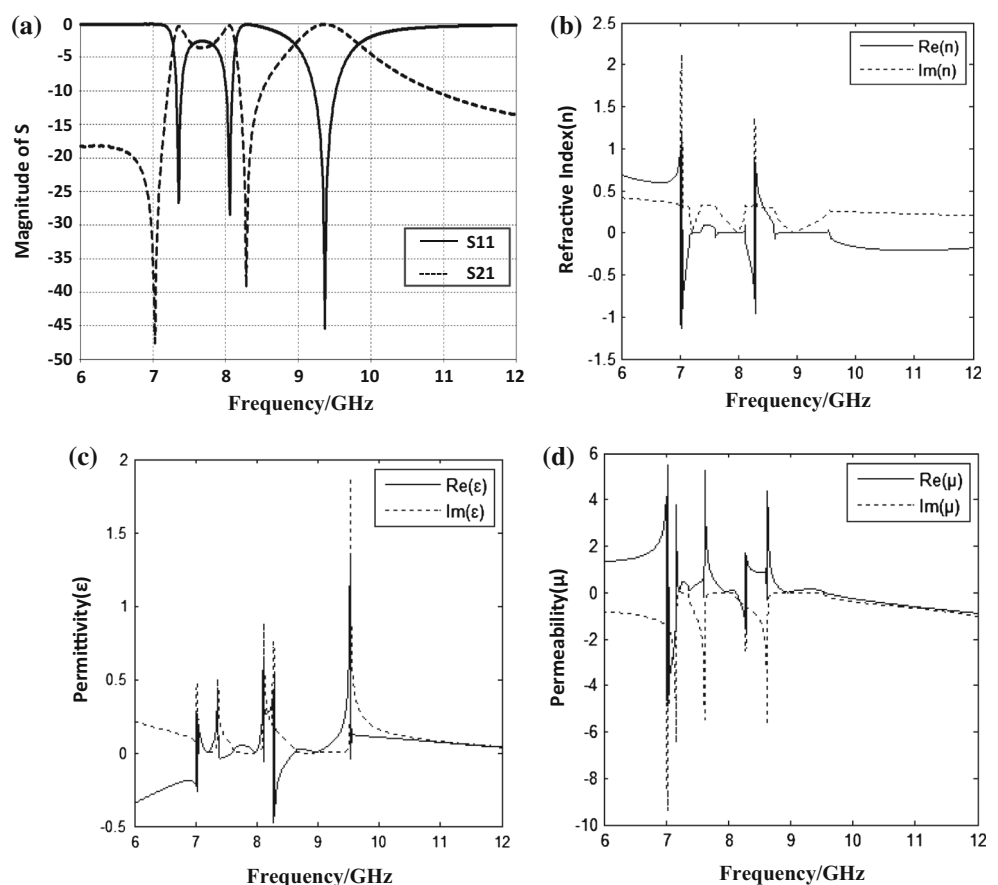 (a)
0
-5
-10
-15
-20
-25
-30
-35
-40
-45
-50
Magnitude of S
S11
S21
6 7 8 9 10 11 12
Frequency/GHz
(b)
2.5
2
1.5
1
0.5
0
-0.5
-1
-1.5
Refractive Index(n)
Re(n)
Im(n)
6 7 8 9 10 11 12
Frequency/GHz
(c)
2
1.5
1
0.5
0
-0.5
Permittivity(ε)
Re(ε)
Im(ε)
6 7 8 9 10 11 12
Frequency/GHz
(d)
6
4
2
0
-2
-4
-6
-8
-10
Permeability(μ)
Re(μ)
Im(μ)
6 7 8 9 10 11 12
Frequency/GHz